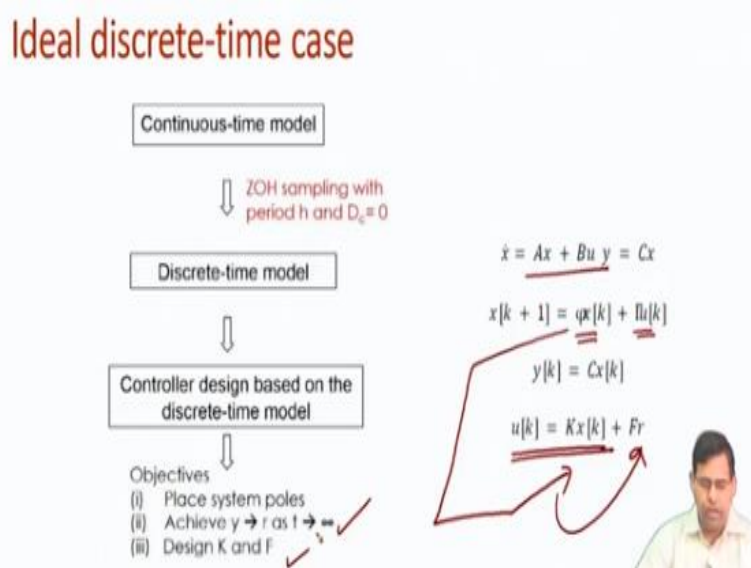 Ideal discrete-time case
Continuous-time model
ZOH sampling with
period h and D꜀= 0
Discrete-time model
Controller design based on the
discrete-time model
Objectives
(i) Place system poles
(ii) Achieve y → r as t → ∞
(iii) Design K and F
ẋ = Ax + Bu y = Cx
x[k + 1] = φx[k] + Γu[k]
y[k] = Cx[k]
u[k] = Kx[k] + Fr